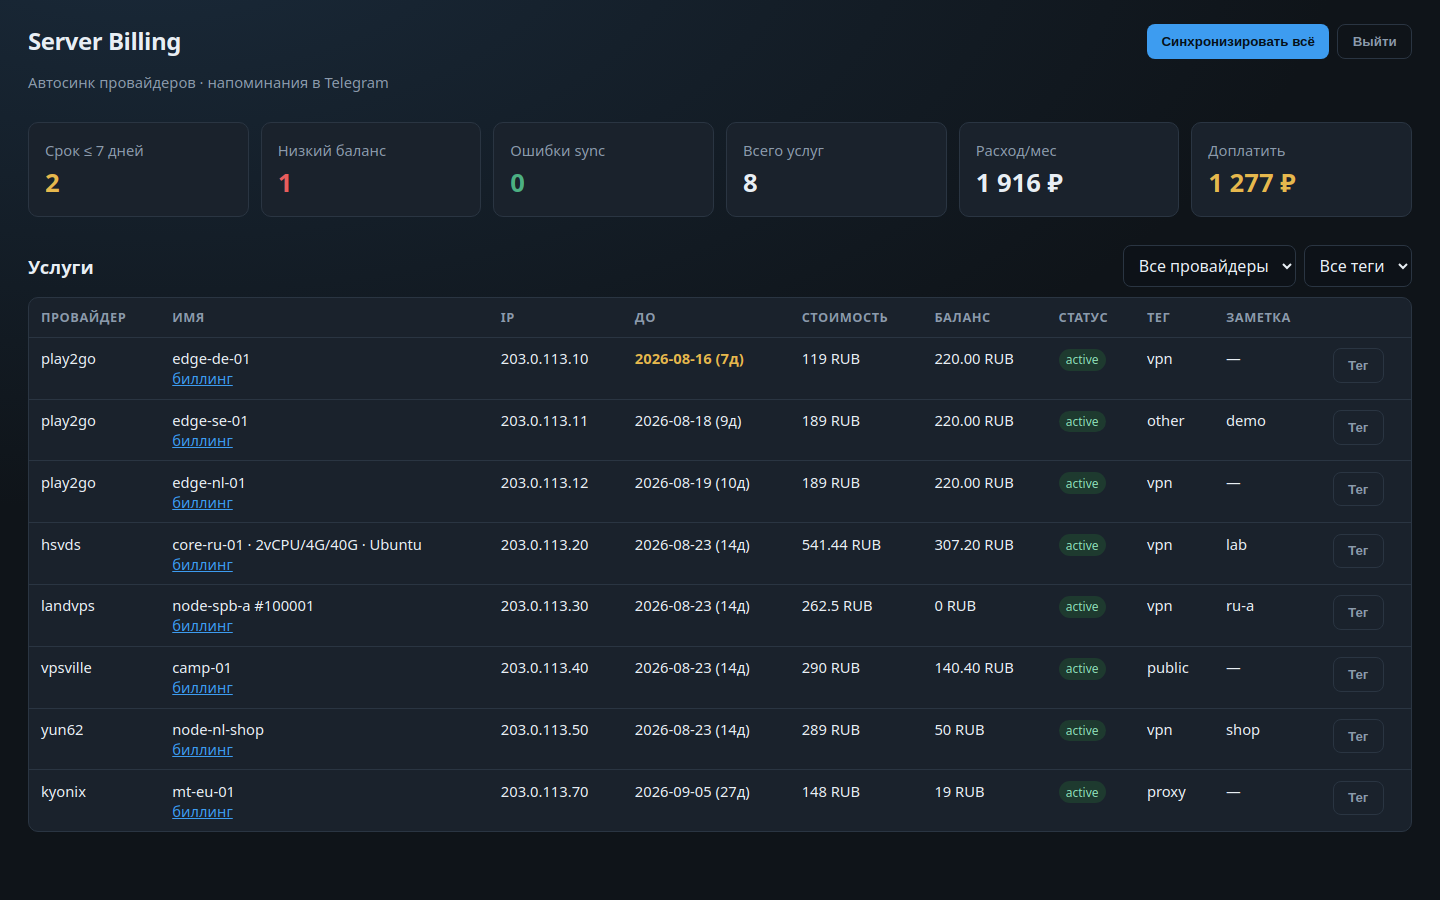 Server Billing
Синхронизировать всё
Выйти
Автосинк провайдеров · напоминания в Telegram
Срок ≤ 7 дней
2
Низкий баланс
1
Ошибки sync
0
Всего услуг
8
Расход/мес
1 916 ₽
Доплатить
1 277 ₽
Услуги
Все провайдеры
Все теги
ПРОВАЙДЕР ИМЯ IP ДО СТОИМОСТЬ БАЛАНС СТАТУС ТЕГ ЗАМЕТКА
play2go edge-de-01 203.0.113.10 2026-08-16 (7д) 119 RUB 220.00 RUB active vpn — Тег
биллинг
play2go edge-se-01 203.0.113.11 2026-08-18 (9д) 189 RUB 220.00 RUB active other demo Тег
биллинг
play2go edge-nl-01 203.0.113.12 2026-08-19 (10д) 189 RUB 220.00 RUB active vpn — Тег
биллинг
hsvds core-ru-01 · 2vCPU/4G/40G · Ubuntu 203.0.113.20 2026-08-23 (14д) 541.44 RUB 307.20 RUB active vpn lab Тег
биллинг
landvps node-spb-a #100001 203.0.113.30 2026-08-23 (14д) 262.5 RUB 0 RUB active vpn ru-a Тег
биллинг
vpsville camp-01 203.0.113.40 2026-08-23 (14д) 290 RUB 140.40 RUB active public — Тег
биллинг
yun62 node-nl-shop 203.0.113.50 2026-08-23 (14д) 289 RUB 50 RUB active vpn shop Тег
биллинг
kyonix mt-eu-01 203.0.113.70 2026-09-05 (27д) 148 RUB 19 RUB active proxy — Тег
биллинг